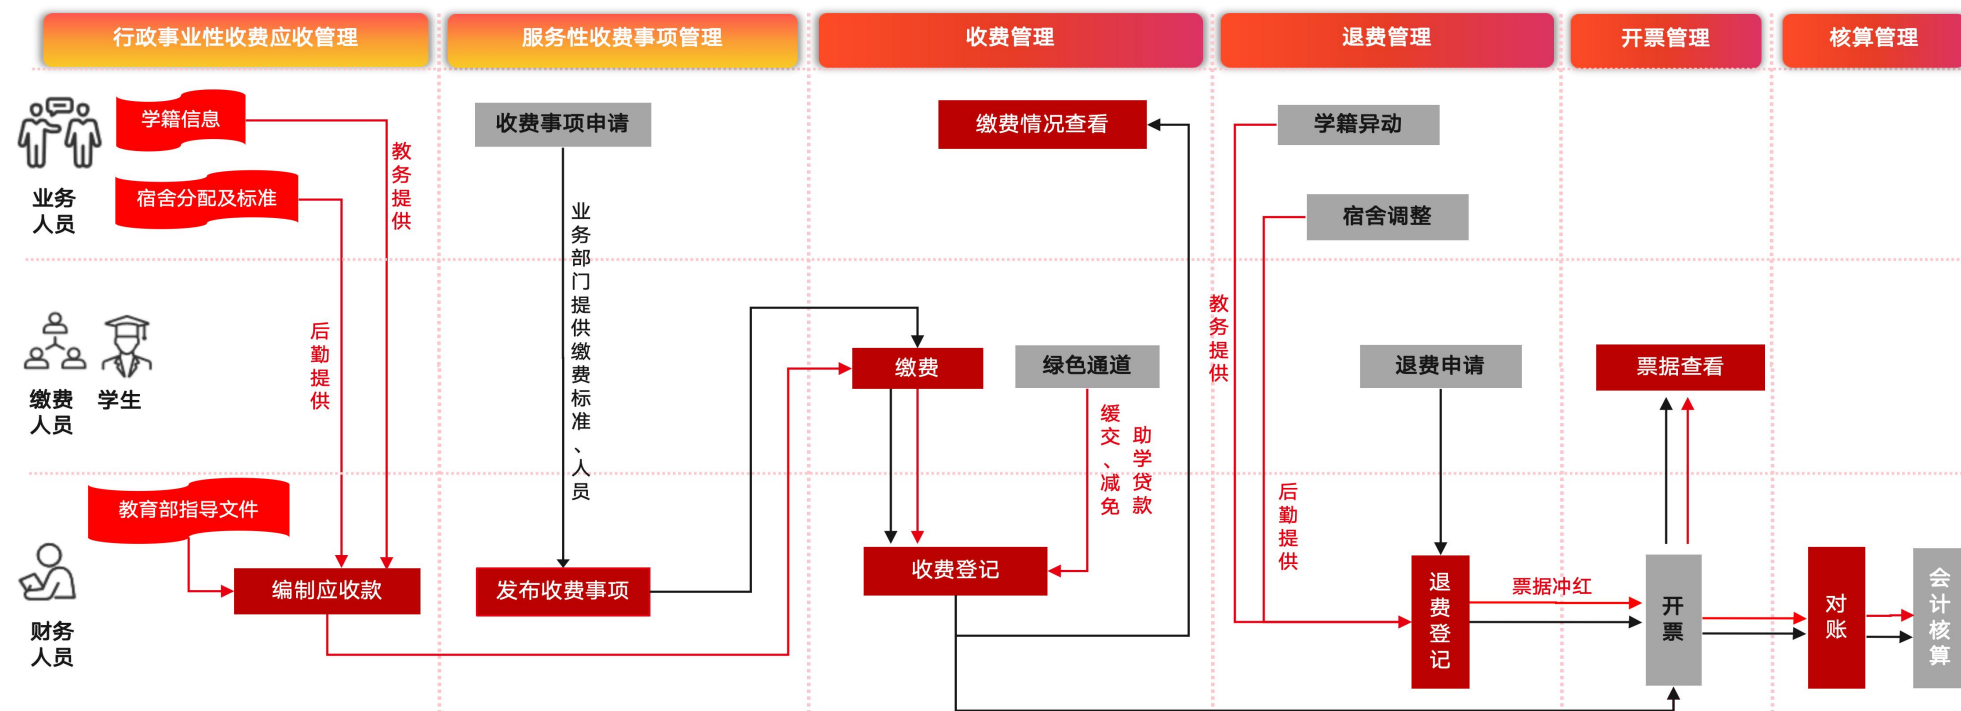 行政事业性收费应收管理
服务性收费事项管理
收费管理
退费管理
开票管理
核算管理
业务
人员
学籍信息
宿舍分配及标准
教务提供
收费事项申请
业务部门提供缴费标准、人员
缴费情况查看
学籍异动
宿舍调整
缴费
人员
学生
后勤提供
缴费
绿色通道
缓交、减免
助学贷款
教务提供
退费申请
票据查看
财务
人员
教育部指导文件
编制应收款
发布收费事项
收费登记
后勤提供
退费登记
票据冲红
开票
对账
会计核算